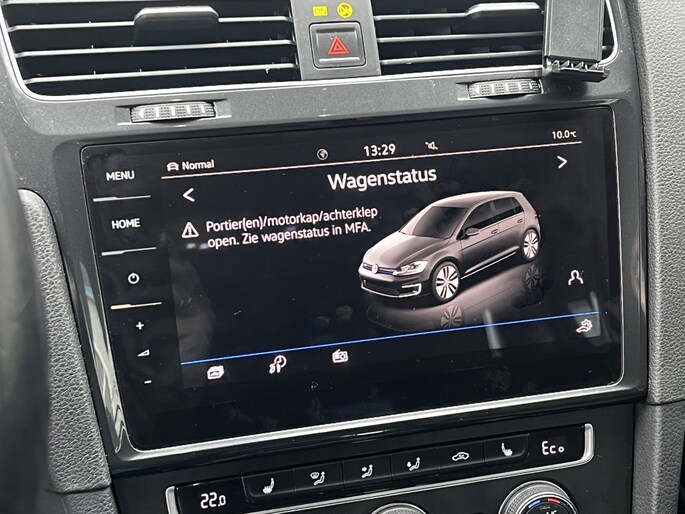 10.0°C
13:29
Normal
MENU
Wagenstatus
HOME
Portier(en)/motorkap/achterklep
open. Zie wagenstatus in MFA.
+
-
22.0
Eco